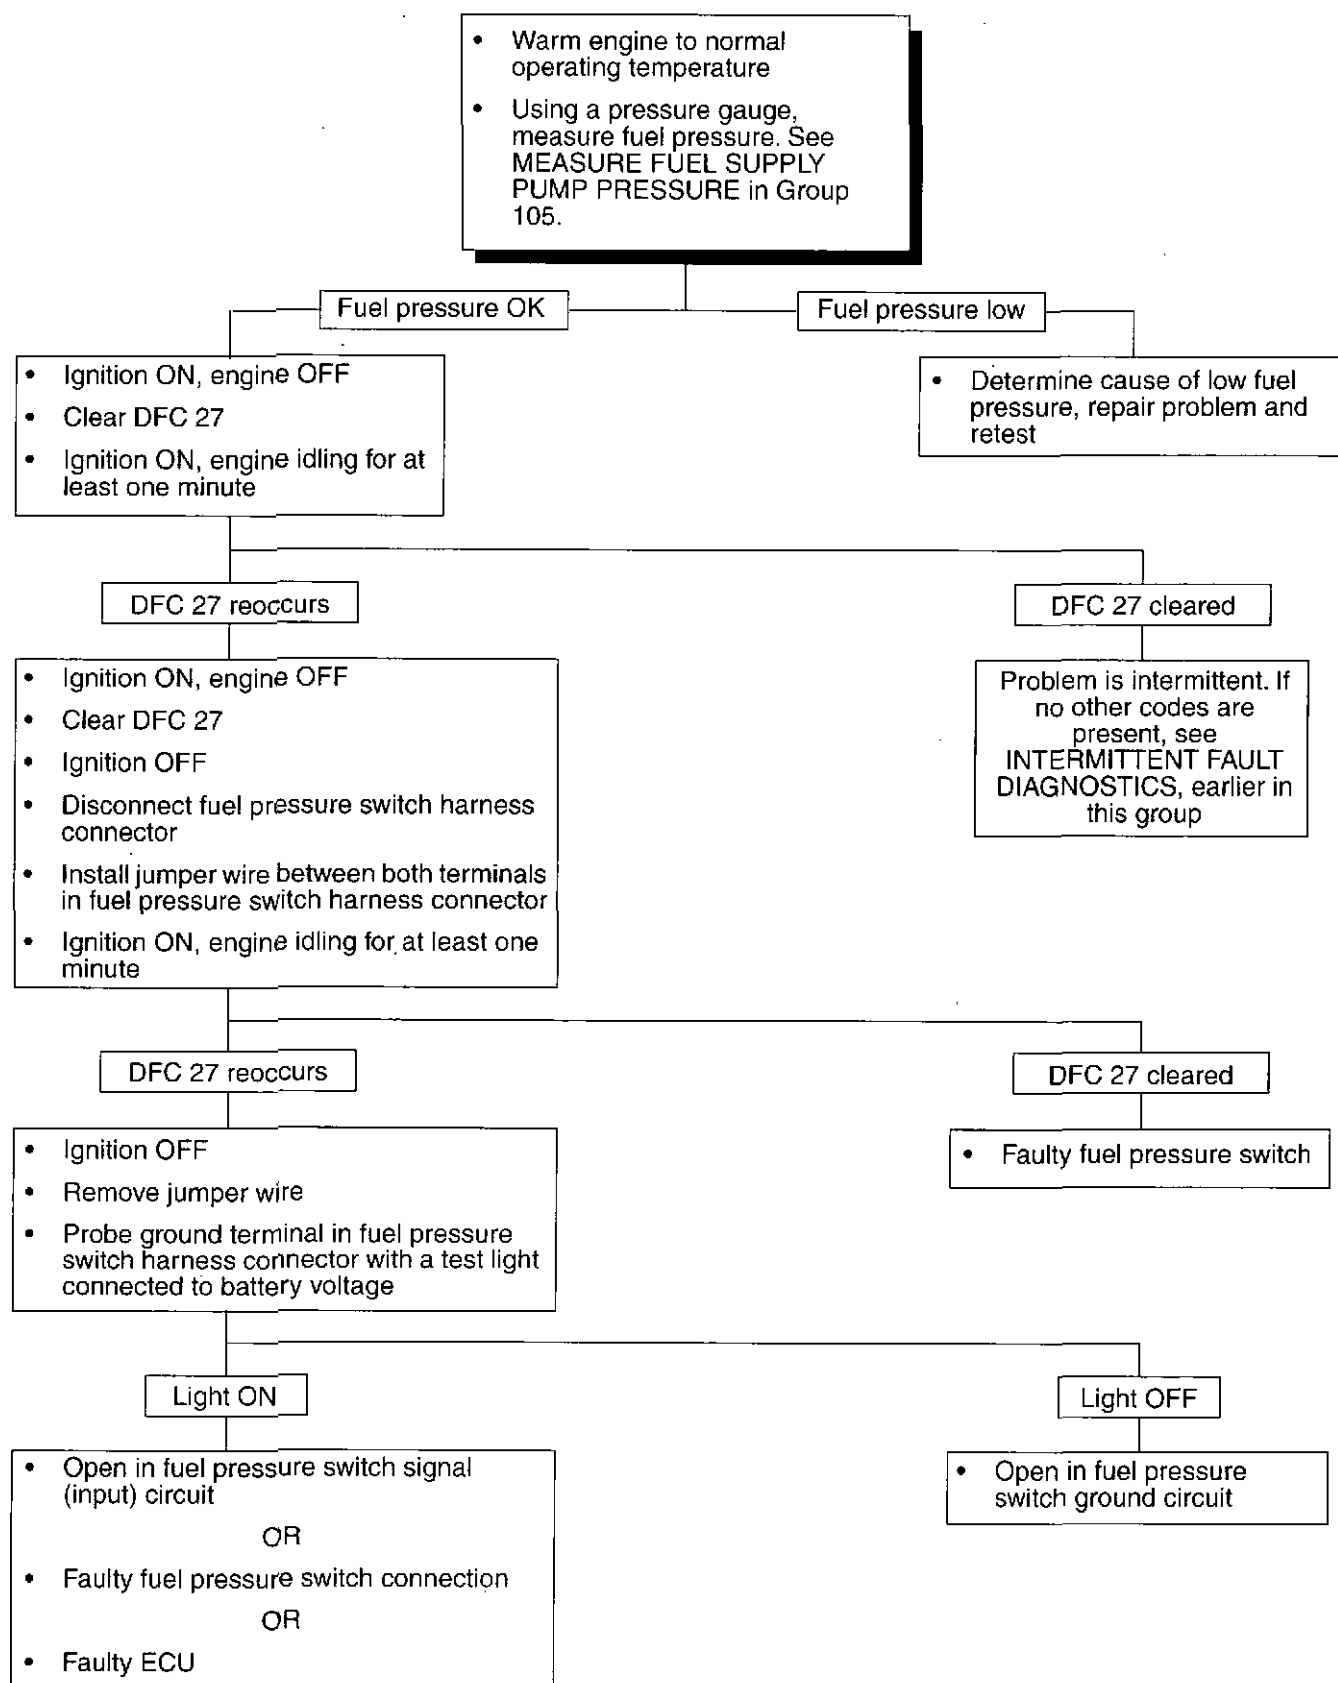 • Warm engine to normal
operating temperature
• Using a pressure gauge,
measure fuel pressure. See
MEASURE FUEL SUPPLY
PUMP PRESSURE in Group
105.
Fuel pressure OK
Fuel pressure low
• Ignition ON, engine OFF
• Clear DFC 27
• Ignition ON, engine idling for at
least one minute
• Determine cause of low fuel
pressure, repair problem and
retest
DFC 27 reoccurs
DFC 27 cleared
• Ignition ON, engine OFF
• Clear DFC 27
• Ignition OFF
• Disconnect fuel pressure switch harness
connector
• Install jumper wire between both terminals
in fuel pressure switch harness connector
• Ignition ON, engine idling for at least one
minute
Problem is intermittent. If
no other codes are
present, see
INTERMITTENT FAULT
DIAGNOSTICS, earlier in
this group
DFC 27 reoccurs
DFC 27 cleared
• Ignition OFF
• Remove jumper wire
• Probe ground terminal in fuel pressure
switch harness connector with a test light
connected to battery voltage
• Faulty fuel pressure switch
Light ON
Light OFF
• Open in fuel pressure switch signal
(input) circuit
OR
• Faulty fuel pressure switch connection
OR
• Faulty ECU
• Open in fuel pressure
switch ground circuit